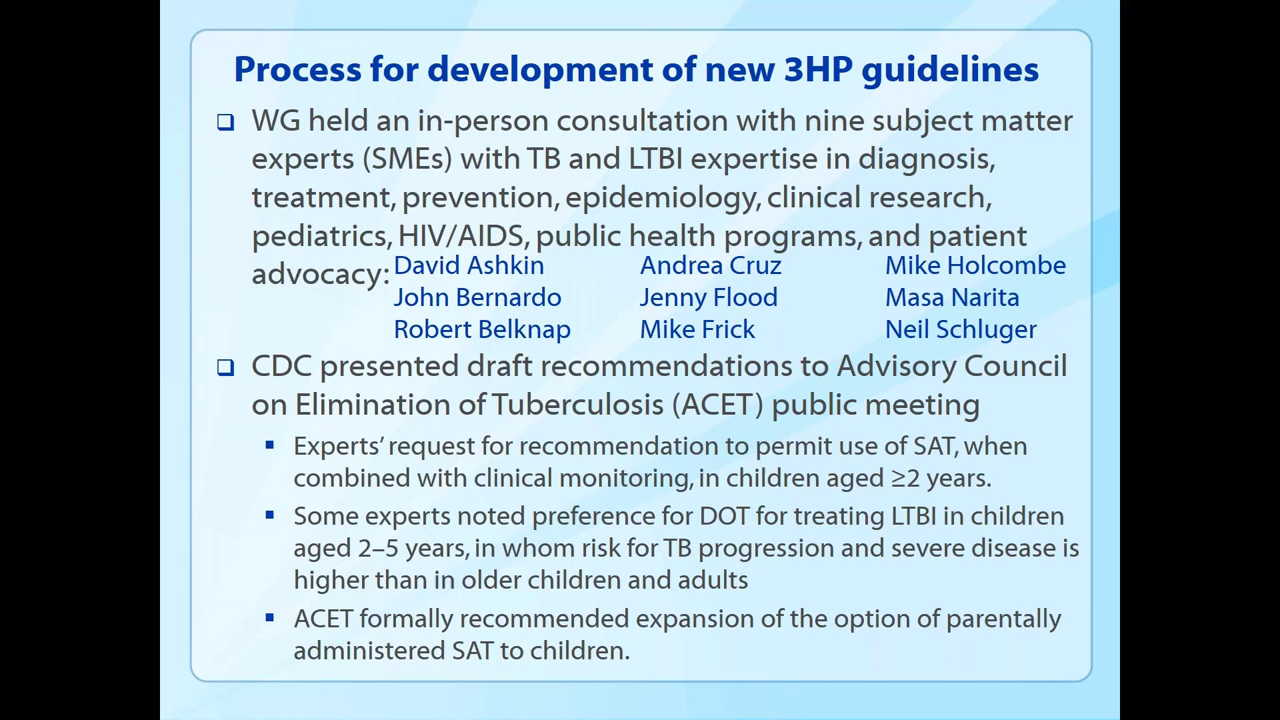 Process for development of new 3HP guidelines
❑ WG held an in-person consultation with nine subject matter
experts (SMEs) with TB and LTBI expertise in diagnosis,
treatment, prevention, epidemiology, clinical research,
pediatrics, HIV/AIDS, public health programs, and patient
advocacy:
David Ashkin Andrea Cruz Mike Holcombe
John Bernardo Jenny Flood Masa Narita
Robert Belknap Mike Frick Neil Schluger
❑ CDC presented draft recommendations to Advisory Council
on Elimination of Tuberculosis (ACET) public meeting
▪ Experts’ request for recommendation to permit use of SAT, when
combined with clinical monitoring, in children aged ≥2 years.
▪ Some experts noted preference for DOT for treating LTBI in children
aged 2–5 years, in whom risk for TB progression and severe disease is
higher than in older children and adults
▪ ACET formally recommended expansion of the option of parentally
administered SAT to children.